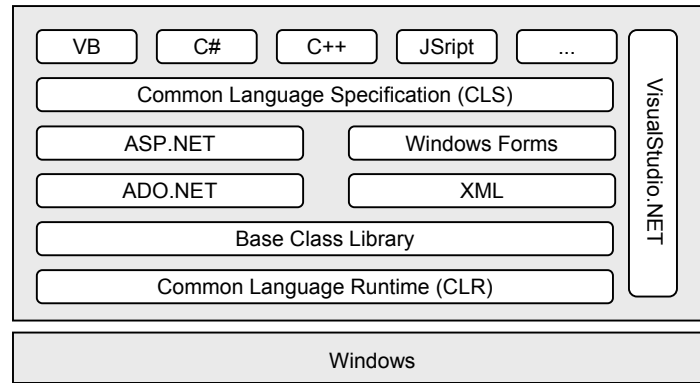 VB
C#
C++
JSript
...
Common Language Specification (CLS)
ASP.NET
Windows Forms
ADO.NET
XML
Base Class Library
Common Language Runtime (CLR)
VisualStudio.NET
Windows